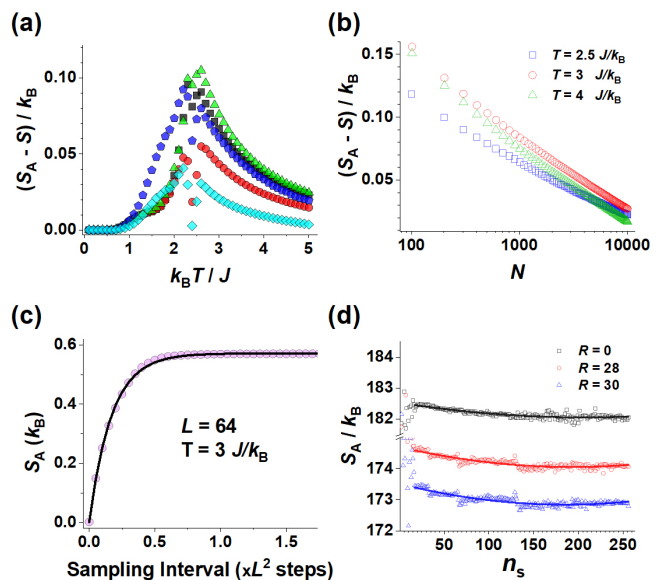 (a)
(S_A - S) / k_B
0.10
0.05
0.00
0 1 2 3 4 5
k_BT / J
(b)
(S_A - S) / k_B
0.15
0.10
0.05
T = 2.5 J/k_B
T = 3 J/k_B
T = 4 J/k_B
100 1000 10000
N
(c)
S_A (k_B)
0.6
0.4
0.2
0.0
L = 64
T = 3 J/k_B
0.0 0.5 1.0 1.5
Sampling Interval (xL² steps)
(d)
S_A / k_B
184
183
182
174
173
172
R = 0
R = 28
R = 30
0 50 100 150 200 250
n_s